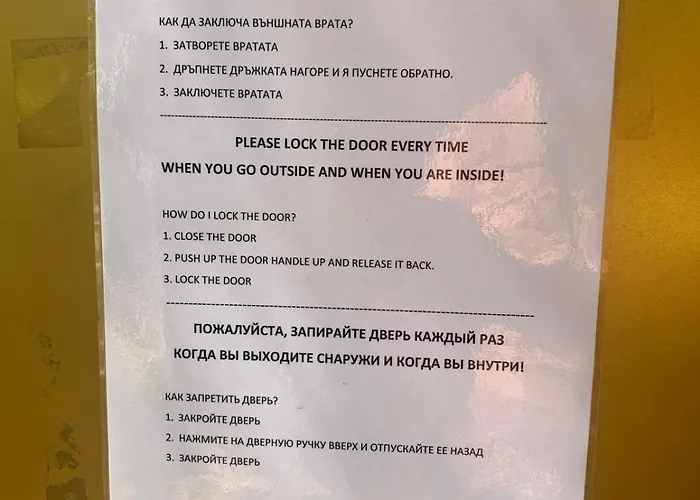 КАК ДА ЗАКЛЮЧА ВЪНШНАТА ВРАТА?
1. ЗАТВОРЕТЕ ВРАТАТА
2. ДРЪПНЕТЕ ДРЪЖКАТА НАГОРЕ И Я ПУСНЕТЕ ОБРАТНО.
3. ЗАКЛЮЧЕТЕ ВРАТАТА
PLEASE LOCK THE DOOR EVERY TIME
WHEN YOU GO OUTSIDE AND WHEN YOU ARE INSIDE!
HOW DO I LOCK THE DOOR?
1. CLOSE THE DOOR
2. PUSH UP THE DOOR HANDLE UP AND RELEASE IT BACK.
3. LOCK THE DOOR
ПОЖАЛУЙСТА, ЗАПИРАЙТЕ ДВЕРЬ КАЖДЫЙ РАЗ
КОГДА ВЫ ВЫХОДИТЕ СНАРУЖИ И КОГДА ВЫ ВНУТРИ!
КАК ЗАПРЕТИТЬ ДВЕРЬ?
1. ЗАКРОЙТЕ ДВЕРЬ
2. НАЖМИТЕ НА ДВЕРНУЮ РУЧКУ ВВЕРХ И ОТПУСКАЙТЕ ЕЕ НАЗАД
3. ЗАКРОЙТЕ ДВЕРЬ